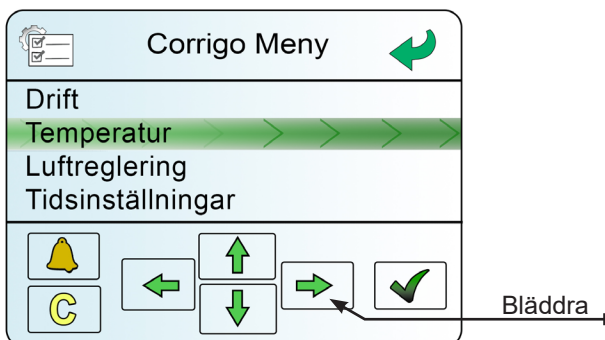 Corrigo Meny
Drift
Temperatur
Luftreglering
Tidsinställningar
C
Bläddra